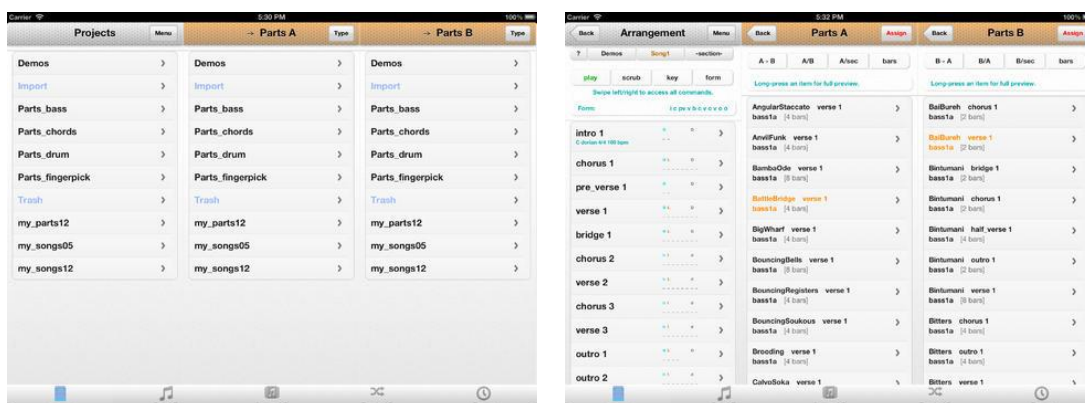 Carrier 5:30 PM 100%
Projects Menu → Parts A Type → Parts B Type
Demos Demos Demos
Import Import Import
Parts_bass Parts_bass Parts_bass
Parts_chords Parts_chords Parts_chords
Parts_drum Parts_drum Parts_drum
Parts_fingerpick Parts_fingerpick Parts_fingerpick
Trash Trash Trash
my_parts12 my_parts12 my_parts12
my_songs05 my_songs05 my_songs05
my_songs12 my_songs12 my_songs12
Carrier 5:32 PM 100%
Back Arrangement Menu
? Demos Song1 -section-
play scrub key form
Swipe left/right to access all commands.
Form:
intro 1
C dorian 4/4 100 bpm
chorus 1
pre_verse 1
verse 1
bridge 1
chorus 2
verse 2
chorus 3
verse 3
outro 1
outro 2
Back Parts A Assign
A - B A/B A/sec bars
Long-press an item for full preview.
AngularStaccato verse 1
bass1a [4 bars]
AnvilFunk verse 1
bass1a [4 bars]
BambaOde verse 1
bass1a [8 bars]
BattleBridge verse 1
bass1a [4 bars]
BigWharf verse 1
bass1a [4 bars]
BouncingBells verse 1
bass1a [8 bars]
BouncingRegisters verse 1
bass1a [4 bars]
BouncingSoukous verse 1
bass1a [4 bars]
Brooding verse 1
bass1a [4 bars]
CalypSoka verse 1
Back Parts B Assign
B - A B/A B/sec bars
Long-press an item for full preview.
BaiBureh chorus 1
bass1a [2 bars]
BaiBureh verse 1
bass1a [2 bars]
Bintumani bridge 1
bass1a [2 bars]
Bintumani chorus 1
bass1a [2 bars]
Bintumani half_verse 1
bass1a [4 bars]
Bintumani outro 1
bass1a [2 bars]
Bintumani verse 1
bass1a [8 bars]
Bitters chorus 1
bass1a [4 bars]
Bitters outro 1
bass1a [4 bars]
Bitters verse 1